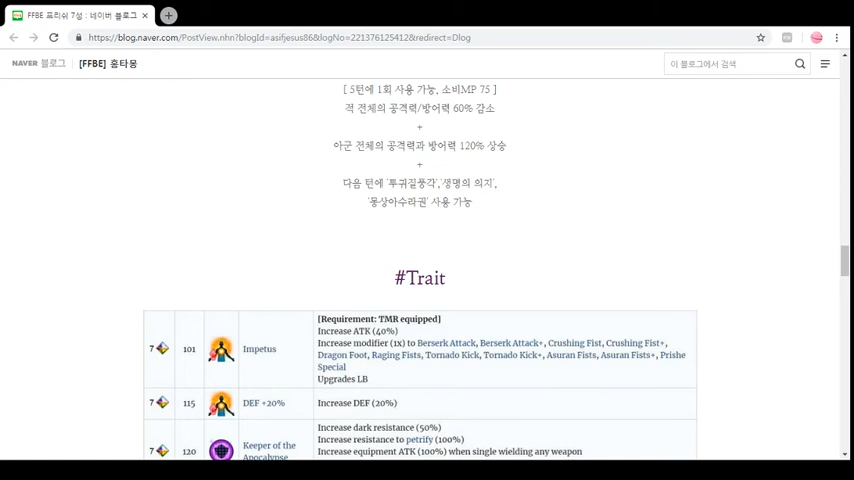 FFBE 프리쉬 7성 : 네이버 블로그
https://blog.naver.com/PostView.nhn?blogId=asifjesus86&logNo=221376125412&redirect=Dlog
NAVER 블로그 [FFBE] 홍타몽
이 블로그에서 검색
[ 5턴에 1회 사용 가능, 소비MP 75 ]
적 전체의 공격력/방어력 60% 감소
+
아군 전체의 공격력과 방어력 120% 상승
+
다음 턴에 '투귀질풍각','생명의 의지',
'몽상아수라권' 사용 가능
#Trait
[Requirement: TMR equipped]
Increase ATK (40%)
7 101 Impetus
Increase modifier (1x) to Berserk Attack, Berserk Attack+, Crushing Fist, Crushing Fist+,
Dragon Foot, Raging Fists, Tornado Kick, Tornado Kick+, Asuran Fists, Asuran Fists+, Prishe
Special
Upgrades LB
7 115 DEF +20% Increase DEF (20%)
Increase dark resistance (50%)
Increase resistance to petrify (100%)
7 120 Keeper of the
Apocalypse
Increase equipment ATK (100%) when single wielding any weapon